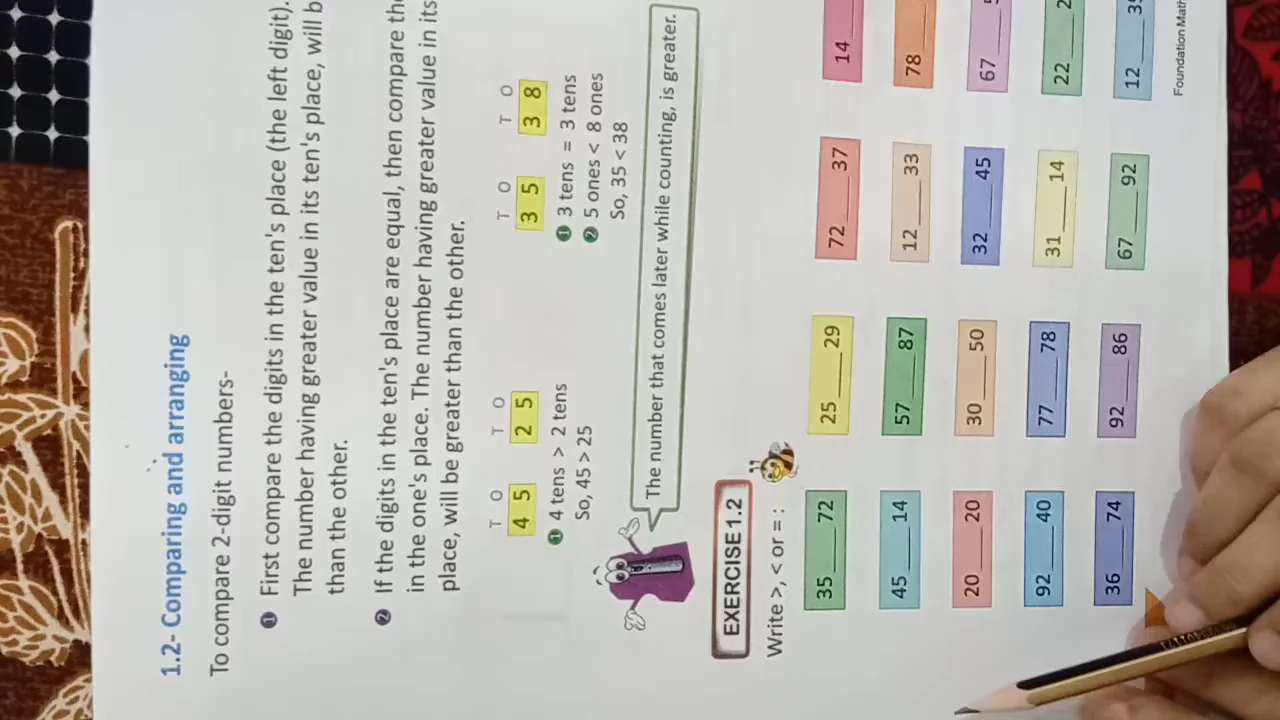 1.2- Comparing and arranging
To compare 2-digit numbers-
1 First compare the digits in the ten's place (the left digit).
The number having greater value in its ten's place, will
than the other.
2 If the digits in the ten's place are equal, then compare
in the one's place. The number having greater value in its
place, will be greater than the other.
T O T O T O T O
4 5 2 5 3 5 3 8
1 4 tens > 2 tens
So, 45 > 25
1 3 tens = 3 tens
2 5 ones < 8 ones
So, 35 < 38
The number that comes later while counting, is greater.
EXERCISE 1.2
Write >, < or = :
35 ____ 72 25 ____ 29 72 ____ 37 14 ____
45 ____ 14 57 ____ 87 12 ____ 33 78 ____
20 ____ 20 30 ____ 50 32 ____ 45 67 ____
92 ____ 40 77 ____ 78 31 ____ 14 22 ____
36 ____ 74 92 ____ 86 67 ____ 92 12 ____
Foundation Math